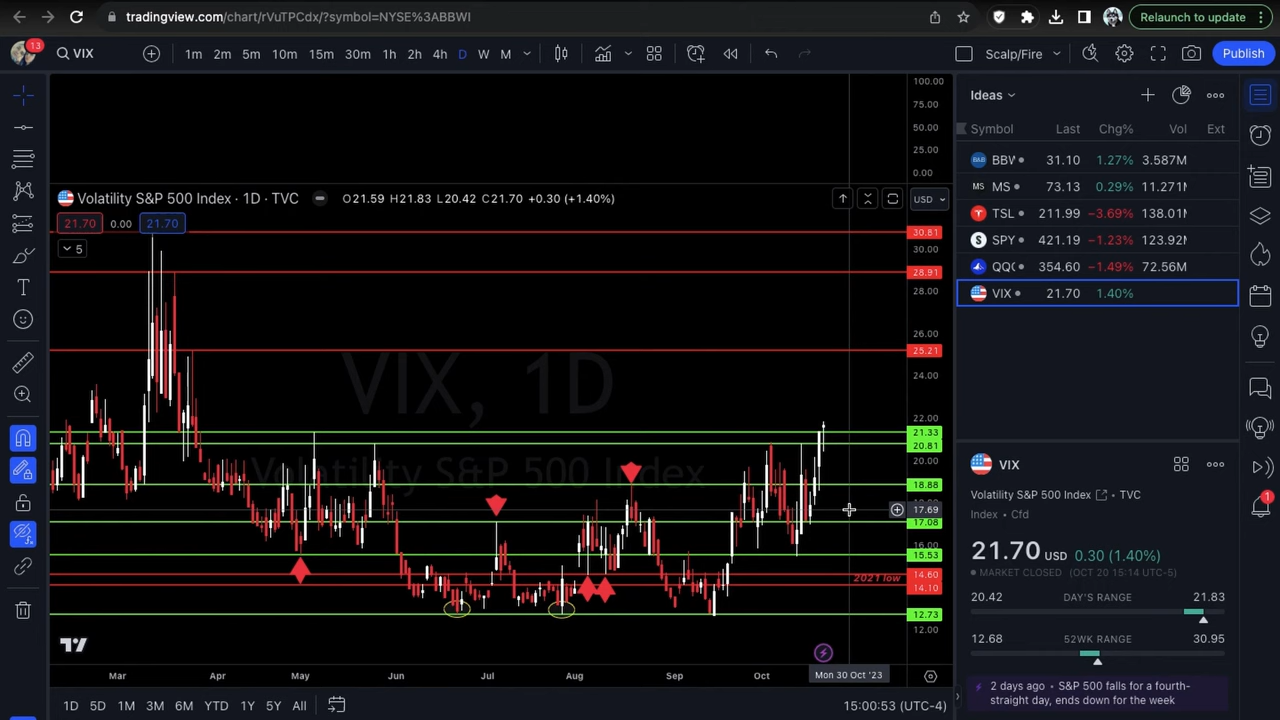 tradingview.com/chart/rVuTPCdx/?symbol=NYSE%3ABBWI
Relaunch to update
13
VIX
1m 2m 5m 10m 15m 30m 1h 2h 4h D W M
Scalp/Fire
Publish
100.00
75.00
50.00
25.00
0.00
Volatility S&P 500 Index · 1D · TVC
O21.59 H21.83 L20.42 C21.70 +0.30 (+1.40%)
USD
21.70 0.00 21.70
5
30.81
30.00
28.91
28.00
26.00
25.21
24.00
22.00
21.33
20.81
20.00
18.88
17.69
17.08
16.00
15.53
14.60
14.10
12.73
12.00
VIX, 1D
Volatility S&P 500 Index
2021 low
Mar Apr May Jun Jul Aug Sep Oct Mon 30 Oct '23
1D 5D 1M 3M 6M YTD 1Y 5Y All
15:00:53 (UTC-4)
Ideas
Symbol Last Chg% Vol Ext
BBW 31.10 1.27% 3.587M
MS MS 73.13 0.29% 11.271
TSL 211.99 −3.69% 138.01
SPY 421.19 −1.23% 123.92
QQ 354.60 −1.49% 72.56M
VIX 21.70 1.40%
VIX
Volatility S&P 500 Index TVC
Index • Cfd
21.70 USD 0.30 (1.40%)
MARKET CLOSED (OCT 20 15:14 UTC-5)
20.42 DAY'S RANGE 21.83
12.68 52WK RANGE 30.95
2 days ago • S&P 500 falls for a fourth-
straight day, ends down for the week
1